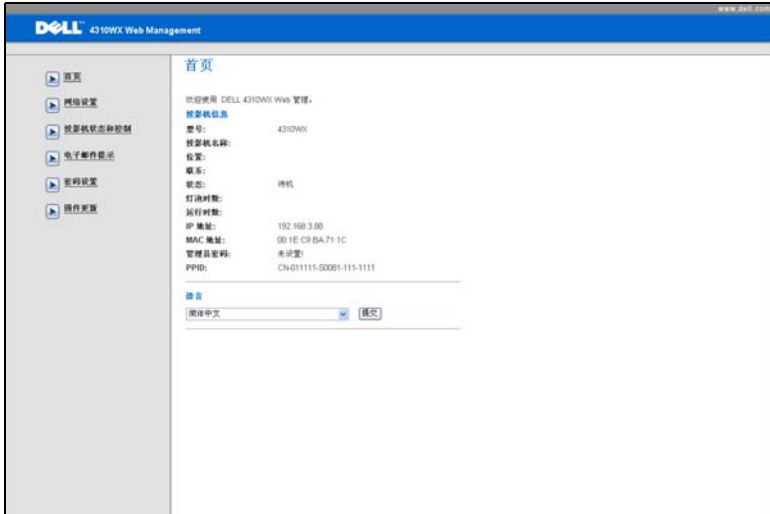 www.dell.com
DELL 4310WX Web Management
首页
网络设置
投影机状态和控制
电子邮件提示
密码设置
固件更新
首页
欢迎使用 DELL 4310WX Web 管理。
投影机信息
型号: 4310WX
投影机名称:
位置:
联系:
状态: 待机
灯泡时数:
运行时数:
IP 地址: 192.168.3.88
MAC 地址: 00:1E:C9:BA:71:1C
管理员密码: 未设置!
PPID: CN-011111-S0081-111-1111
语言
简体中文 提交